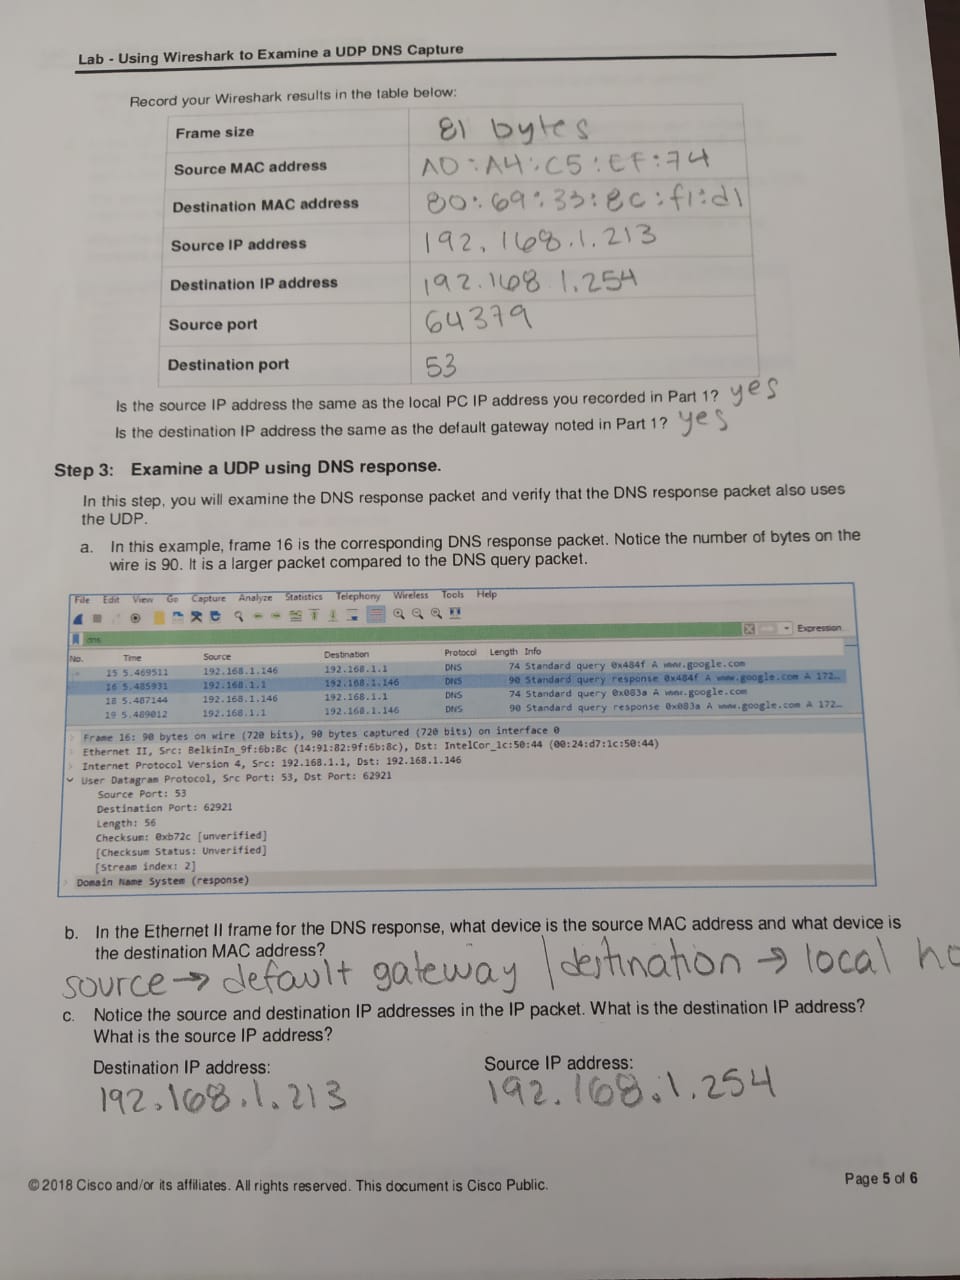 Lab - Using Wireshark to Examine a UDP DNS Capture
Record your Wireshark results in the table below:
Frame size 81 bytes
Source MAC address A0:A4:C5:EF:74
Destination MAC address 80:69:33:8c:f1:d1
Source IP address 192.168.1.213
Destination IP address 192.168.1.254
Source port 64379
Destination port 53
Is the source IP address the same as the local PC IP address you recorded in Part 1? yes
Is the destination IP address the same as the default gateway noted in Part 1? yes
Step 3: Examine a UDP using DNS response.
In this step, you will examine the DNS response packet and verify that the DNS response packet also uses
the UDP.
a. In this example, frame 16 is the corresponding DNS response packet. Notice the number of bytes on the
wire is 90. It is a larger packet compared to the DNS query packet.
File Edit View Go Capture Analyze Statistics Telephony Wireless Tools Help
dns Expression
No. Time Source Destination Protocol Length Info
15 5.469511 192.168.1.146 192.168.1.1 DNS 74 Standard query 0x484f A www.google.com
16 5.485931 192.168.1.1 192.168.1.146 DNS 90 Standard query response 0x484f A www.google.com A 172…
18 5.487144 192.168.1.146 192.168.1.1 DNS 74 Standard query 0x083a A www.google.com
19 5.489012 192.168.1.1 192.168.1.146 DNS 90 Standard query response 0x083a A www.google.com A 172…
Frame 16: 90 bytes on wire (720 bits), 90 bytes captured (720 bits) on interface 0
Ethernet II, Src: BelkinIn_9f:6b:8c (14:91:82:9f:6b:8c), Dst: IntelCor_1c:50:44 (00:24:d7:1c:50:44)
Internet Protocol Version 4, Src: 192.168.1.1, Dst: 192.168.1.146
User Datagram Protocol, Src Port: 53, Dst Port: 62921
Source Port: 53
Destination Port: 62921
Length: 56
Checksum: 0xb72c [unverified]
[Checksum Status: Unverified]
[Stream index: 2]
Domain Name System (response)
b. In the Ethernet II frame for the DNS response, what device is the source MAC address and what device is
the destination MAC address?
source → default gateway | destination → local ho
c. Notice the source and destination IP addresses in the IP packet. What is the destination IP address?
What is the source IP address?
Destination IP address: Source IP address:
192.168.1.213 192.168.1.254
© 2018 Cisco and/or its affiliates. All rights reserved. This document is Cisco Public. Page 5 of 6